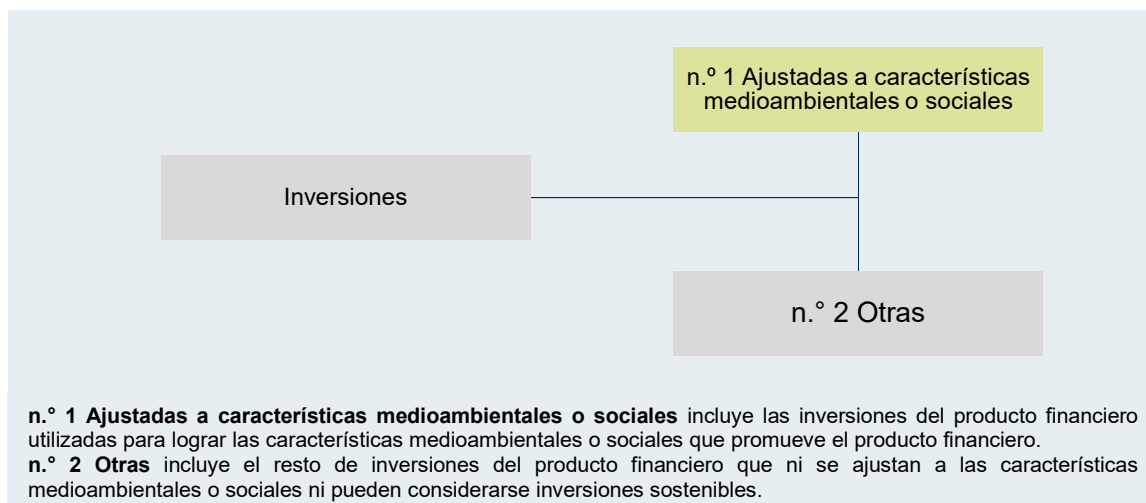 n.º 1 Ajustadas a características
medioambientales o sociales
Inversiones
n.° 2 Otras
n.° 1 Ajustadas a características medioambientales o sociales incluye las inversiones del producto financiero
utilizadas para lograr las características medioambientales o sociales que promueve el producto financiero.
n.° 2 Otras incluye el resto de inversiones del producto financiero que ni se ajustan a las características
medioambientales o sociales ni pueden considerarse inversiones sostenibles.